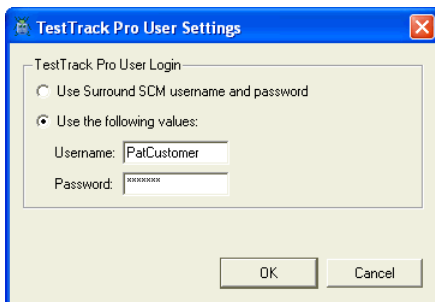 TestTrack Pro User Settings
TestTrack Pro User Login
Use Surround SCM username and password
Use the following values:
Username: PatCustomer
Password: *******
OK Cancel